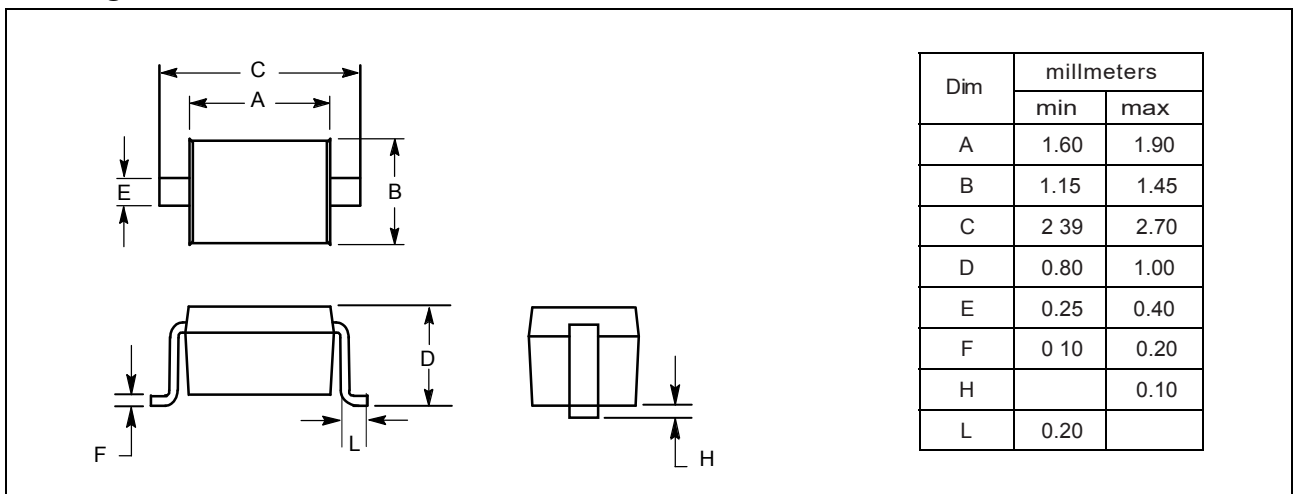 C
A
E
B
D
F
L
H
Dim millmeters
min max
A 1.60 1.90
B 1.15 1.45
C 2 39 2.70
D 0.80 1.00
E 0.25 0.40
F 0 10 0.20
H 0.10
L 0.20